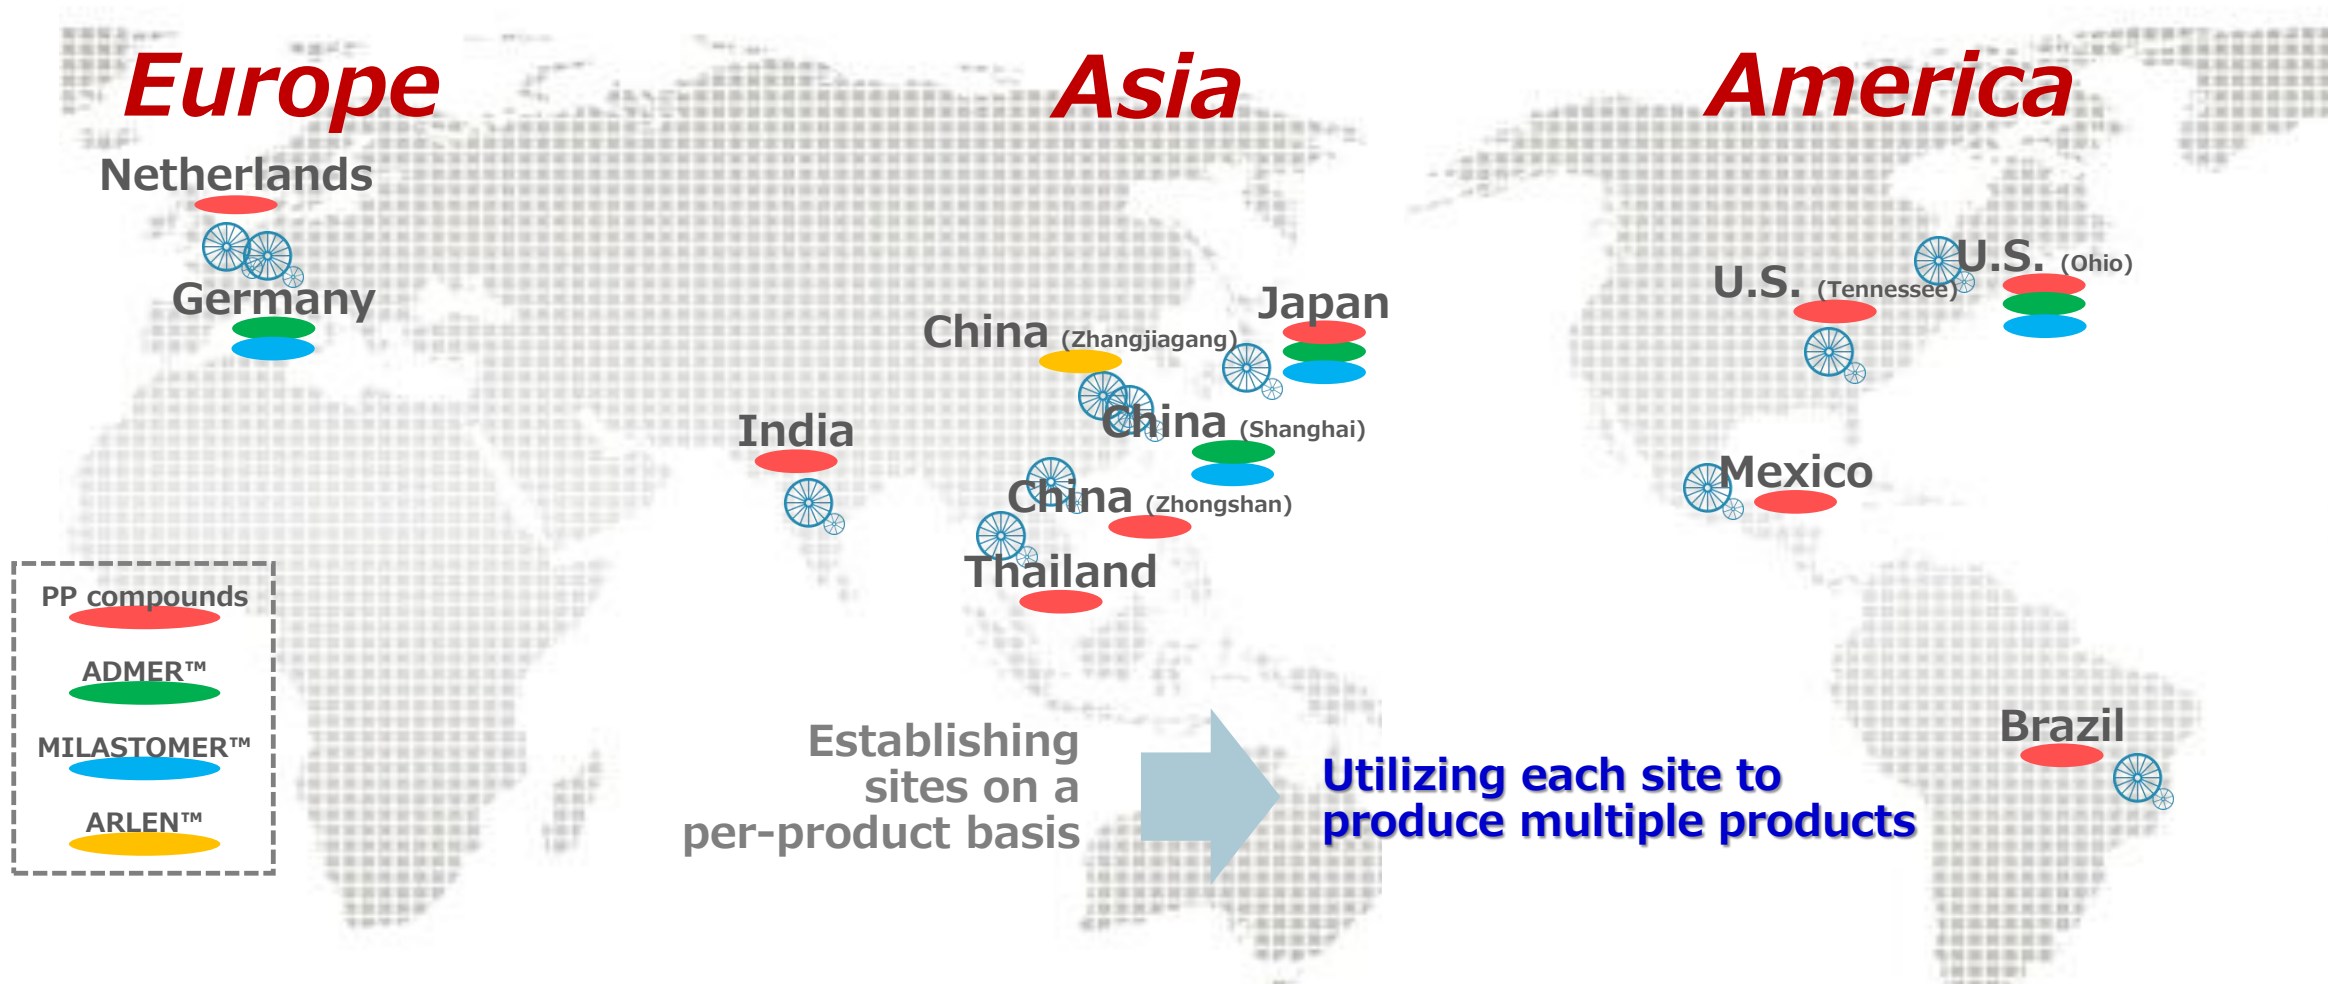 Europe
Asia
America
Netherlands
Germany
India
China (Zhangjiagang)
Japan
China (Shanghai)
China (Zhongshan)
Thailand
U.S. (Tennessee)
U.S. (Ohio)
Mexico
Brazil
PP compounds
ADMER™
MILASTOMER™
ARLEN™
Establishing
sites on a
per-product basis
Utilizing each site to
produce multiple products